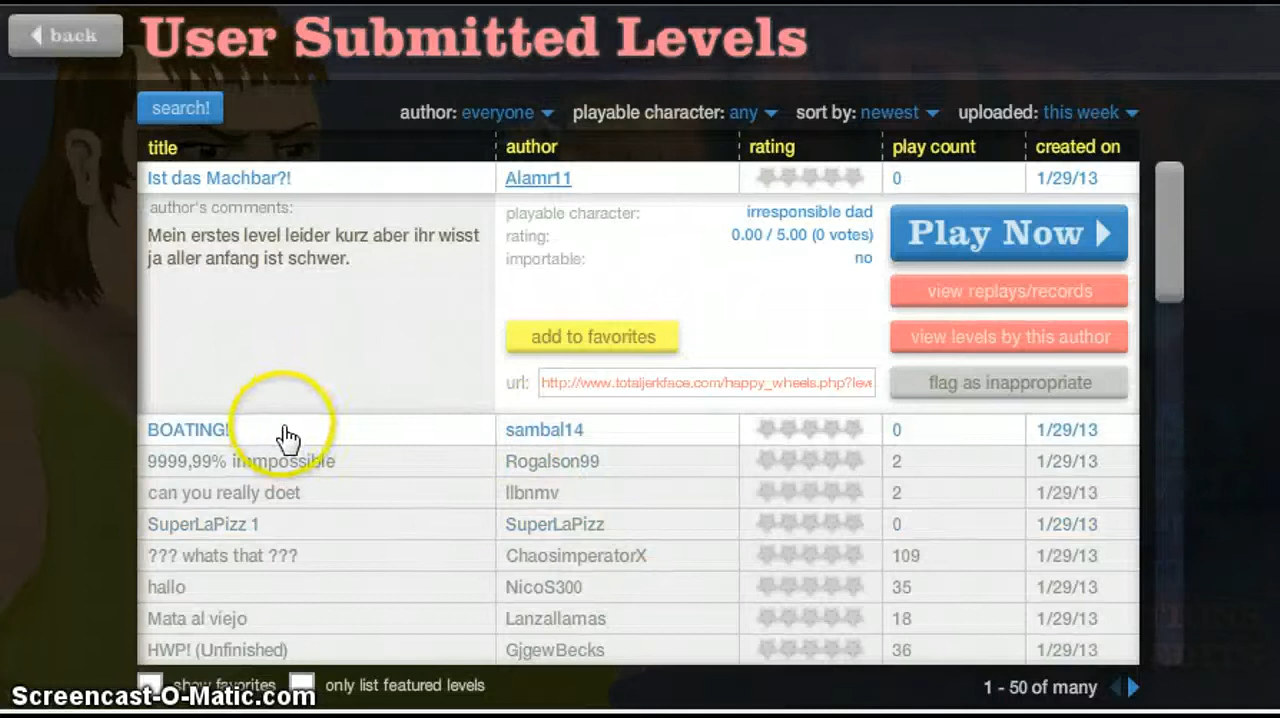 back
User Submitted Levels
search!
author: everyone playable character: any sort by: newest uploaded: this week
title author rating play count created on
Ist das Machbar?! Alamr11 0 1/29/13
author's comments:
Mein erstes level leider kurz aber ihr wisst
ja aller anfang ist schwer.
playable character: irresponsible dad
rating: 0.00 / 5.00 (0 votes)
importable: no
Play Now
view replays/records
add to favorites
view levels by this author
url: http://www.totaljerkface.com/happy_wheels.php?leve
flag as inappropriate
BOATING! sambal14 0 1/29/13
9999,99% immpossible Rogalson99 2 1/29/13
can you really doet llbnmv 2 1/29/13
SuperLaPizz 1 SuperLaPizz 0 1/29/13
??? whats that ??? ChaosimperatorX 109 1/29/13
hallo NicoS300 35 1/29/13
Mata al viejo Lanzallamas 18 1/29/13
HWP! (Unfinished) GjgewBecks 36 1/29/13
show favorites only list featured levels 1 - 50 of many
Screencast-O-Matic.com